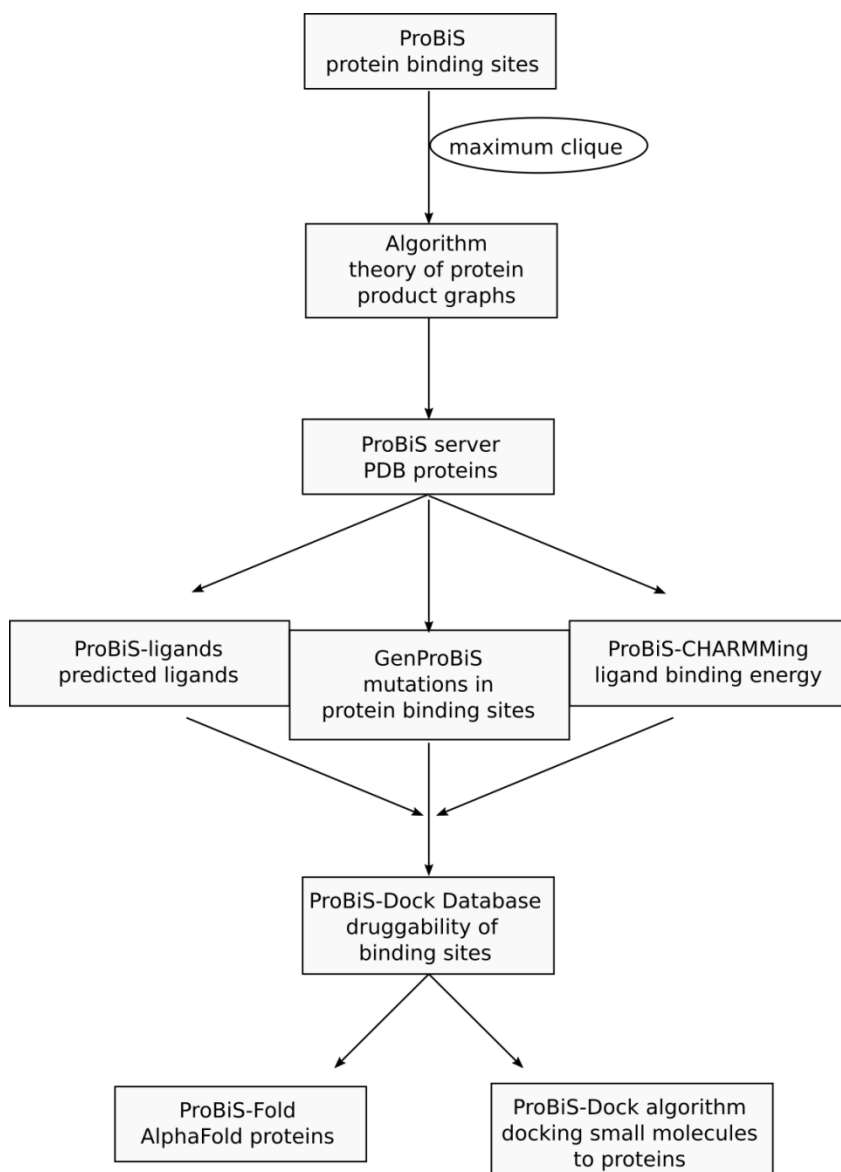 ProBiS
protein binding sites
maximum clique
Algorithm
theory of protein
product graphs
ProBiS server
PDB proteins
ProBiS-ligands
predicted ligands
GenProBiS
mutations in
protein binding sites
ProBiS-CHARMMing
ligand binding energy
ProBiS-Dock Database
druggability of
binding sites
ProBiS-Fold
AlphaFold proteins
ProBiS-Dock algorithm
docking small molecules
to proteins